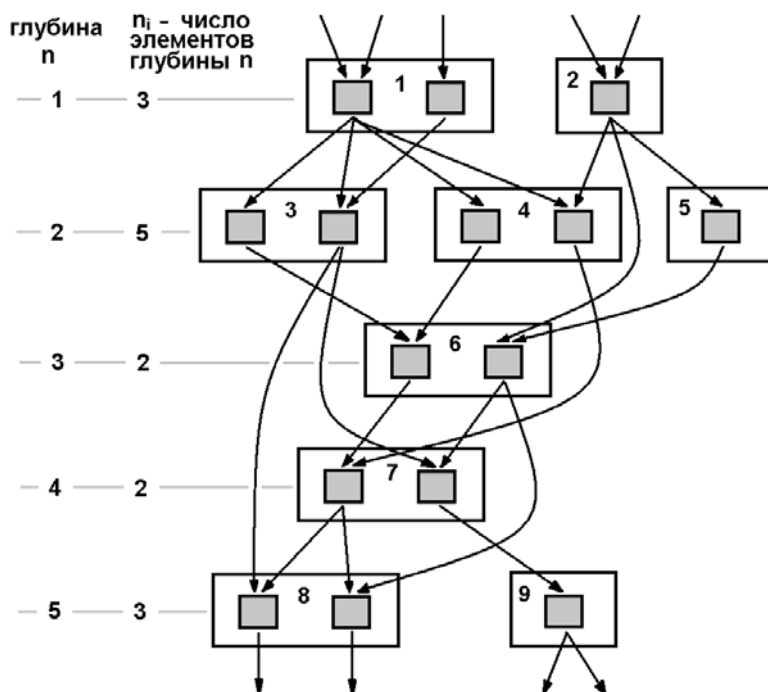 глубина
n
nᵢ - число
элементов
глубины n
1 3 1 2
2 5 3 4 5
3 2 6
4 2 7
5 3 8 9